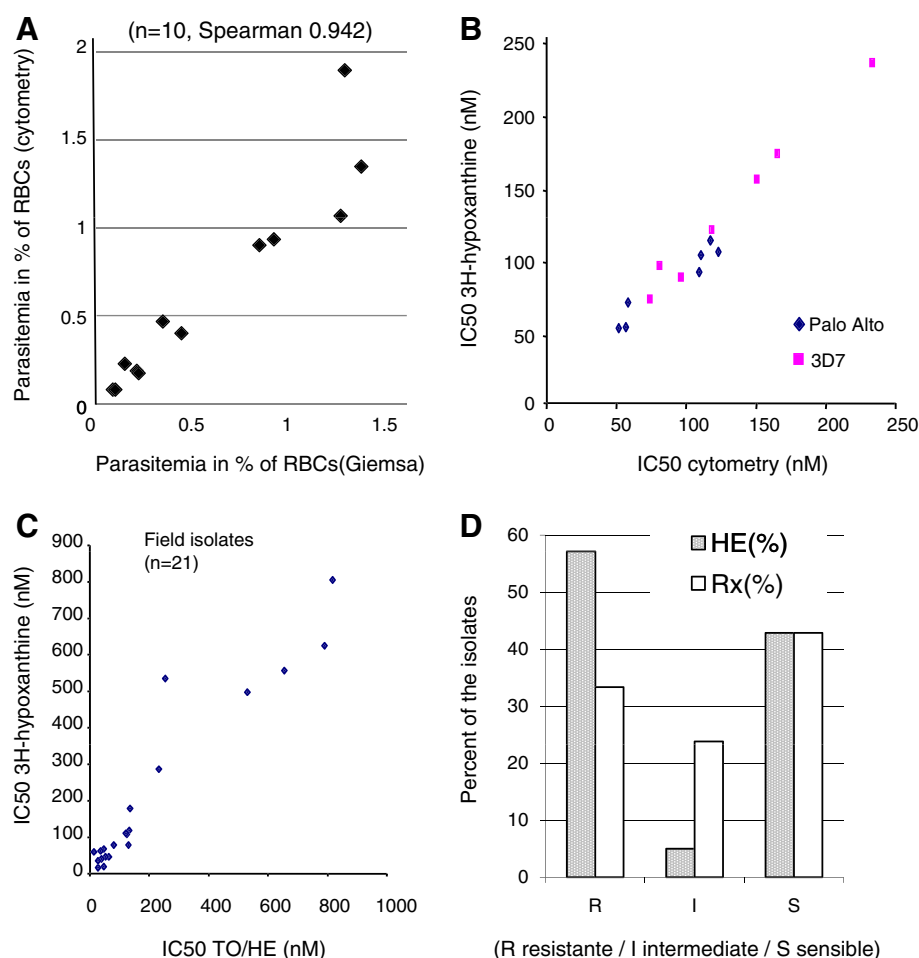 A
(n=10, Spearman 0.942)
Parasitemia in % of RBCs (cytometry)
2
1.5
1
0.5
0
0 0.5 1 1.5
Parasitemia in % of RBCs(Giemsa)
B
IC50 3H-hypoxanthine (nM)
250
200
150
100
50
0
Palo Alto
3D7
0 50 100 150 200 250
IC50 cytometry (nM)
C
Field isolates
(n=21)
IC50 3H-hypoxanthine (nM)
900
800
700
600
500
400
300
200
100
0
0 200 400 600 800 1000
IC50 TO/HE (nM)
D
HE(%)
Rx(%)
Percent of the isolates
60
50
40
30
20
10
0
R I S
(R resistante / I intermediate / S sensible)